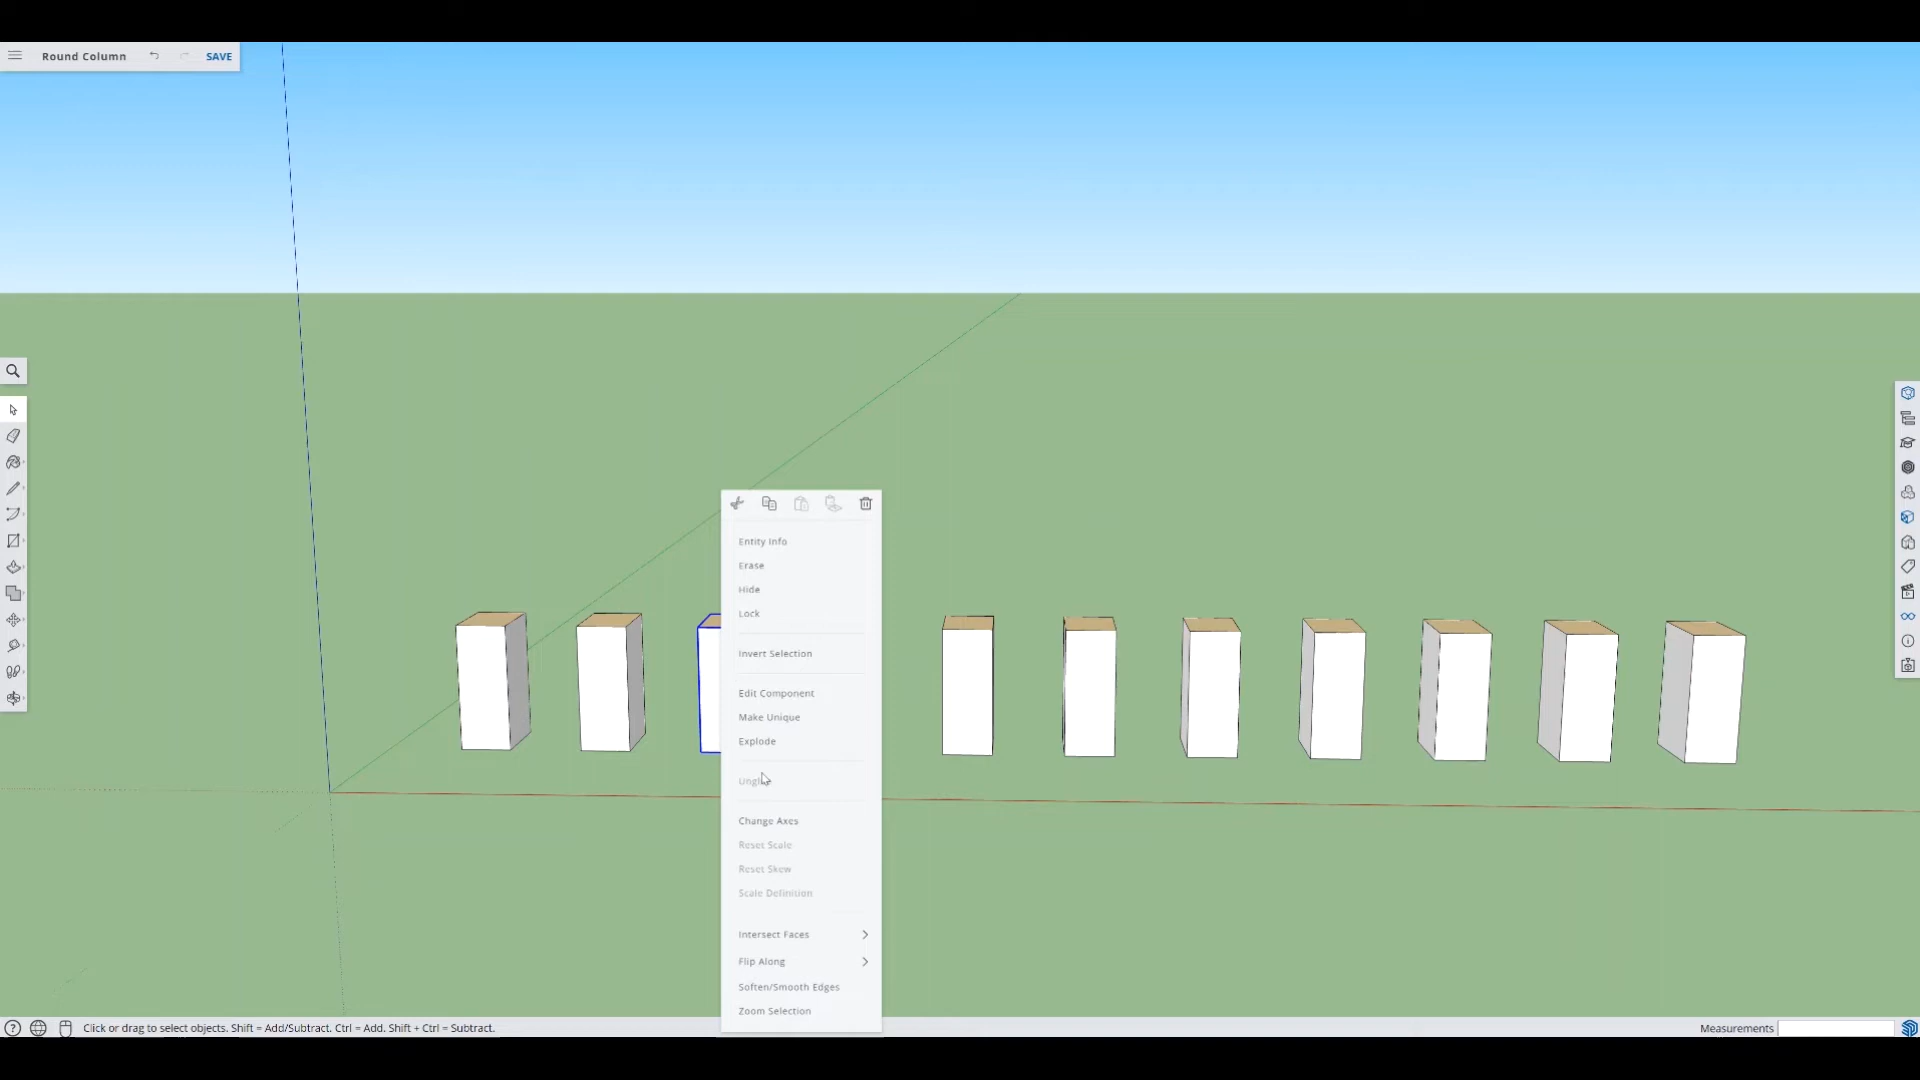 Round Column SAVE
Entity Info
Erase
Hide
Lock
Invert Selection
Edit Component
Make Unique
Explode
Change Axes
Reset Scale
Reset Skew
Scale Definition
Intersect Faces
Flip Along
Soften/Smooth Edges
Zoom Selection
Click or drag to select objects. Shift = Add/Subtract. Ctrl = Add. Shift + Ctrl = Subtract.
Measurements